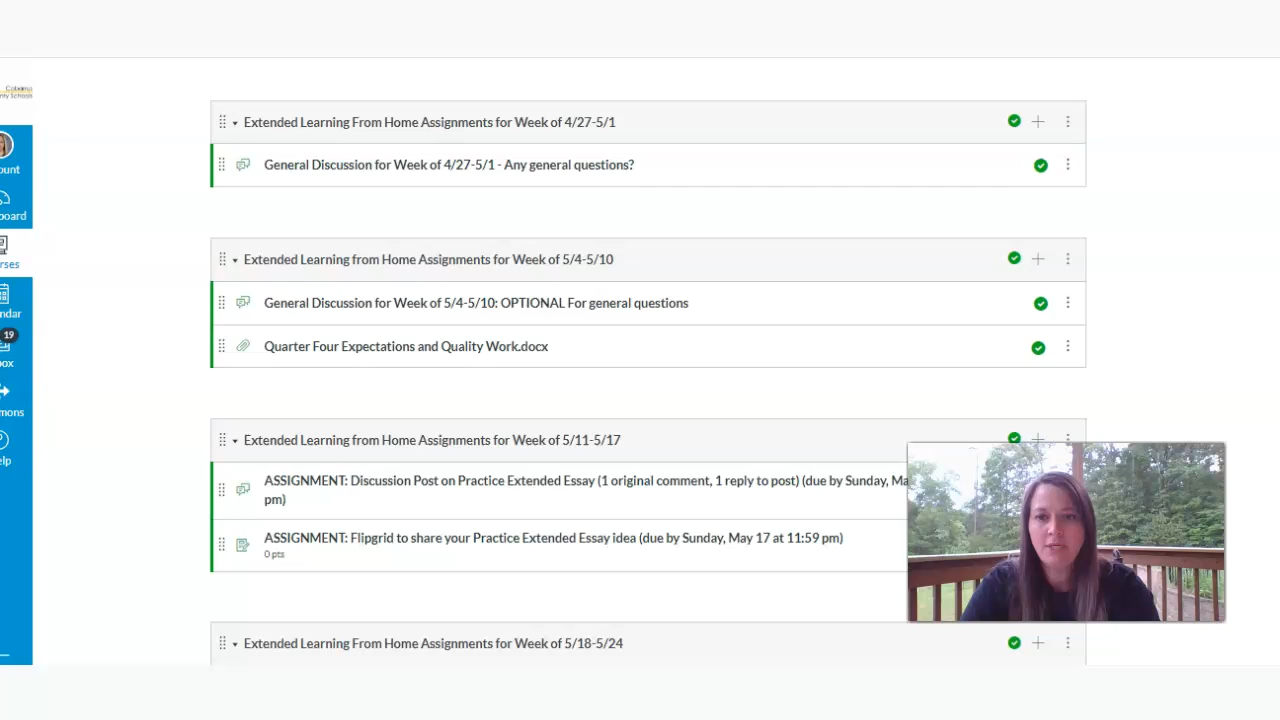 Cabarrus
nty Schools
Extended Learning From Home Assignments for Week of 4/27-5/1
General Discussion for Week of 4/27-5/1 - Any general questions?
ount
board
Extended Learning from Home Assignments for Week of 5/4-5/10
rses
General Discussion for Week of 5/4-5/10: OPTIONAL For general questions
ndar
19
Quarter Four Expectations and Quality Work.docx
box
mons
Extended Learning from Home Assignments for Week of 5/11-5/17
elp
ASSIGNMENT: Discussion Post on Practice Extended Essay (1 original comment, 1 reply to post) (due by Sunday, Ma
pm)
ASSIGNMENT: Flipgrid to share your Practice Extended Essay idea (due by Sunday, May 17 at 11:59 pm)
0 pts
Extended Learning From Home Assignments for Week of 5/18-5/24